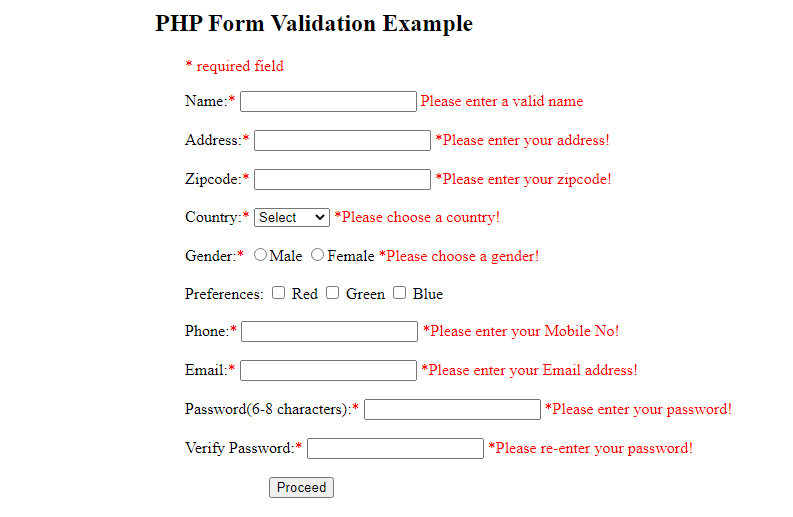 PHP Form Validation Example
* required field
Name:* Please enter a valid name
Address:* *Please enter your address!
Zipcode:* *Please enter your zipcode!
Country:* Select *Please choose a country!
Gender:* Male Female *Please choose a gender!
Preferences: Red Green Blue
Phone:* *Please enter your Mobile No!
Email:* *Please enter your Email address!
Password(6-8 characters):* *Please enter your password!
Verify Password:* *Please re-enter your password!
Proceed